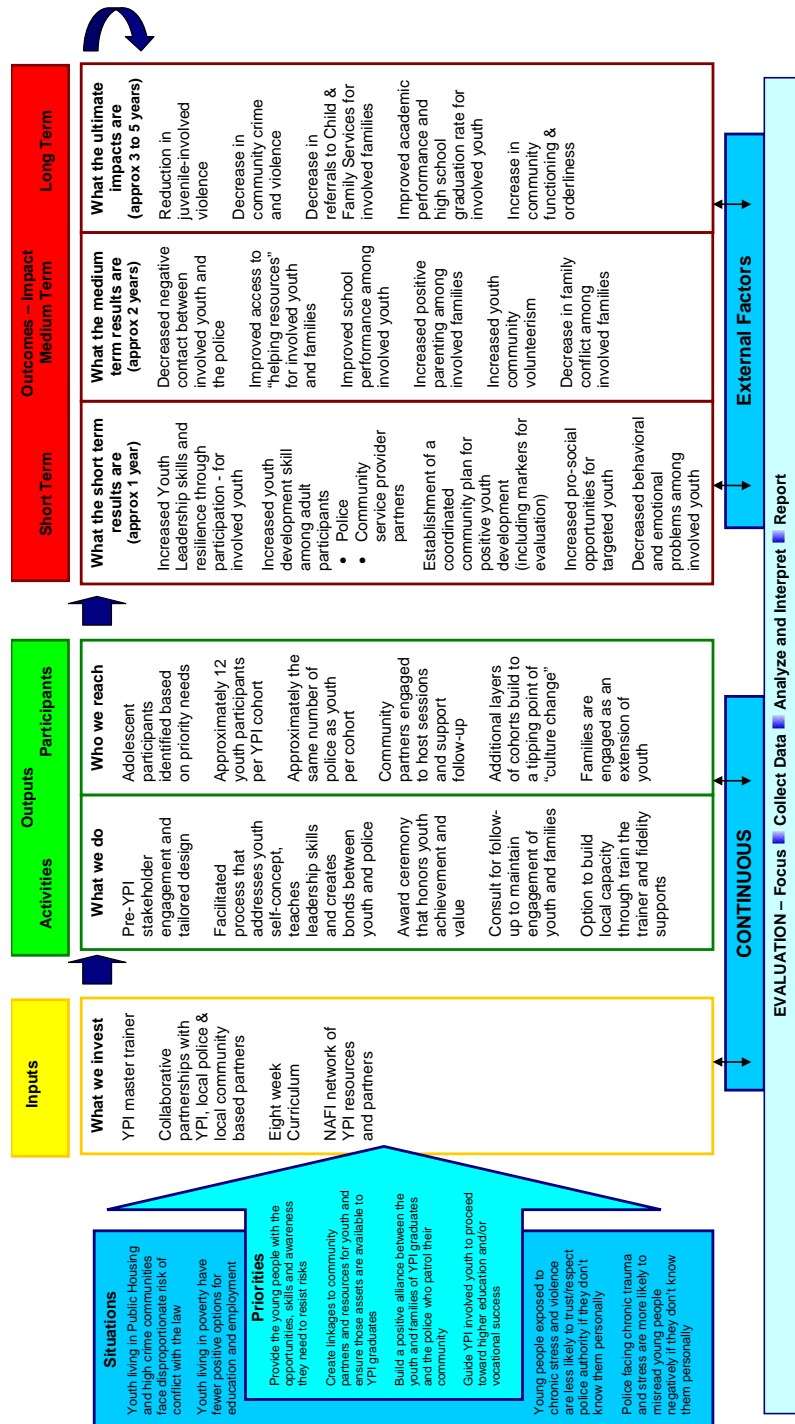 Situations
Youth living in Public Housing
and high crime communities
face disproportionate risk of
conflict with the law
Youth living in poverty have
fewer positive options for
education and employment
Priorities
Provide the young people with the
opportunities, skills and awareness
they need to resist risks
Create linkages to community
partners and resources for youth and
ensure those assets are available to
YPI graduates
Build a positive alliance between the
youth and families of YPI graduates
and the police who patrol their
community
Guide YPI involved youth to proceed
toward higher education and/or
vocational success
Young people exposed to
chronic stress and violence
are less likely to trust/respect
police authority if they don't
know them personally
Police facing chronic trauma
and stress are more likely to
misread young people
negatively if they don't know
them personally
Inputs
What we invest
YPI master trainer
Collaborative
partnerships with
YPI, local police &
local community
based partners
Eight week
Curriculum
NAFI network of
YPI resources
and partners
Outputs
Activities
Participants
What we do
Pre-YPI
stakeholder
engagement and
tailored design
Facilitated
process that
addresses youth
self-concept,
teaches
leadership skills
and creates
bonds between
youth and police
Award ceremony
that honors youth
achievement and
value
Consult for follow-
up to maintain
engagement of
youth and families
Option to build
local capacity
through train the
trainer and fidelity
supports
Who we reach
Adolescent
participants
identified based
on priority needs
Approximately 12
youth participants
per YPI cohort
Approximately the
same number of
police as youth
per cohort
Community
partners engaged
to host sessions
and support
follow-up
Additional layers
of cohorts build to
a tipping point of
“culture change”
Families are
engaged as an
extension of
youth
Outcomes – Impact
Short Term
Medium Term
Long Term
What the short term
results are
(approx 1 year)
Increased Youth
Leadership skills and
resilience through
participation - for
involved youth
Increased youth
development skill
among adult
participants
• Police
• Community
service provider
partners
Establishment of a
coordinated
community plan for
positive youth
development
(including markers for
evaluation)
Increased pro-social
opportunities for
targeted youth
Decreased behavioral
and emotional
problems among
involved youth
What the medium
term results are
(approx 2 years)
Decreased negative
contact between
involved youth and
the police
Improved access to
“helping resources”
for involved youth
and families
Improved school
performance among
involved youth
Increased positive
parenting among
involved families
Increased youth
community
volunteerism
Decrease in family
conflict among
involved families
What the ultimate
impacts are
(approx 3 to 5 years)
Reduction in
juvenile-involved
violence
Decrease in
community crime
and violence
Decrease in
referrals to Child &
Family Services for
involved families
Improved academic
performance and
high school
graduation rate for
involved youth
Increase in
community
functioning &
orderliness
CONTINUOUS
External Factors
EVALUATION – Focus Collect Data Analyze and Interpret Report